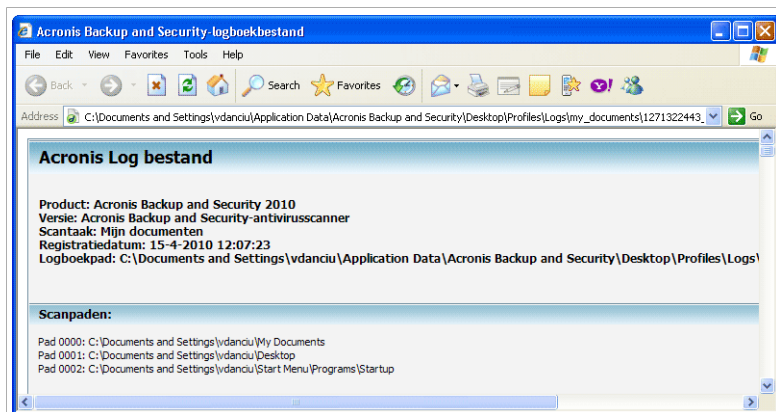 Acronis Backup and Security-logboekbestand
File Edit View Favorites Tools Help
Back Search Favorites
Address C:\Documents and Settings\vdanciu\Application Data\Acronis Backup and Security\Desktop\Profiles\Logs\my_documents\1271322443_ Go
Acronis Log bestand
Product: Acronis Backup and Security 2010
Versie: Acronis Backup and Security-antivirusscanner
Scantaak: Mijn documenten
Registratiedatum: 15-4-2010 12:07:23
Logboekpad: C:\Documents and Settings\vdanciu\Application Data\Acronis Backup and Security\Desktop\Profiles\Logs\
Scanpaden:
Pad 0000: C:\Documents and Settings\vdanciu\My Documents
Pad 0001: C:\Documents and Settings\vdanciu\Desktop
Pad 0002: C:\Documents and Settings\vdanciu\Start Menu\Programs\Startup